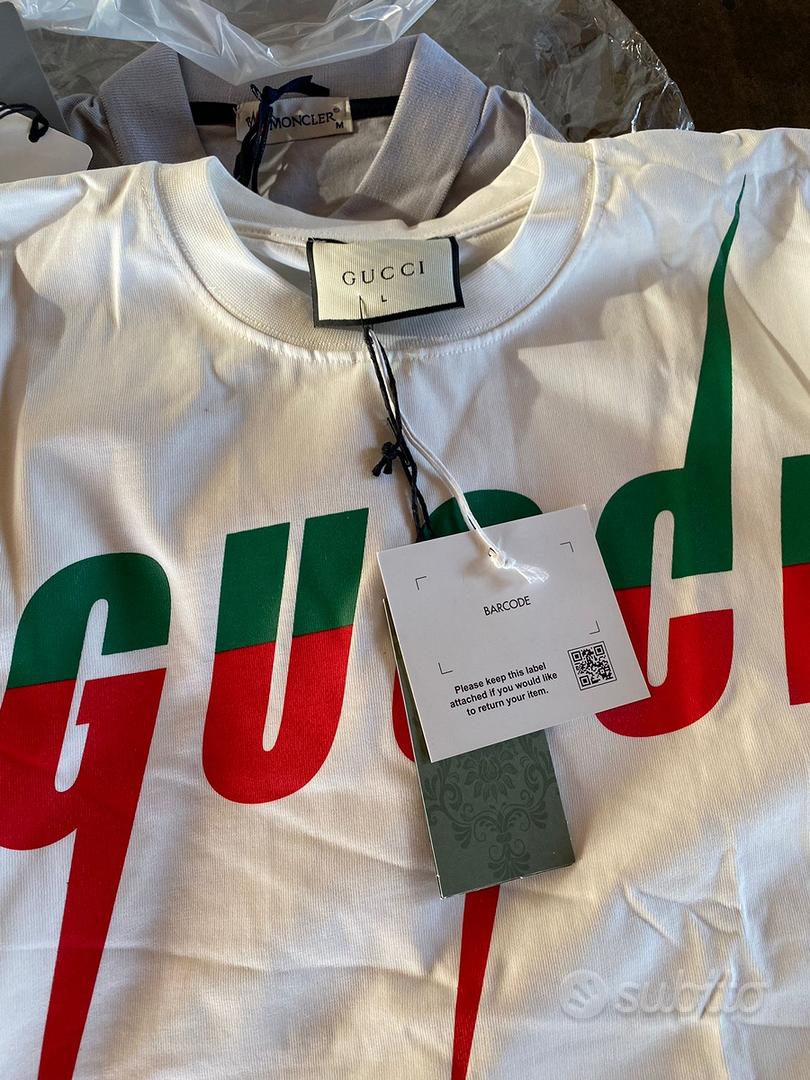 MONCLER
M
GUCCI
L
GUCCI
BARCODE
Please keep this label
attached if you would like
to return your item.
subito